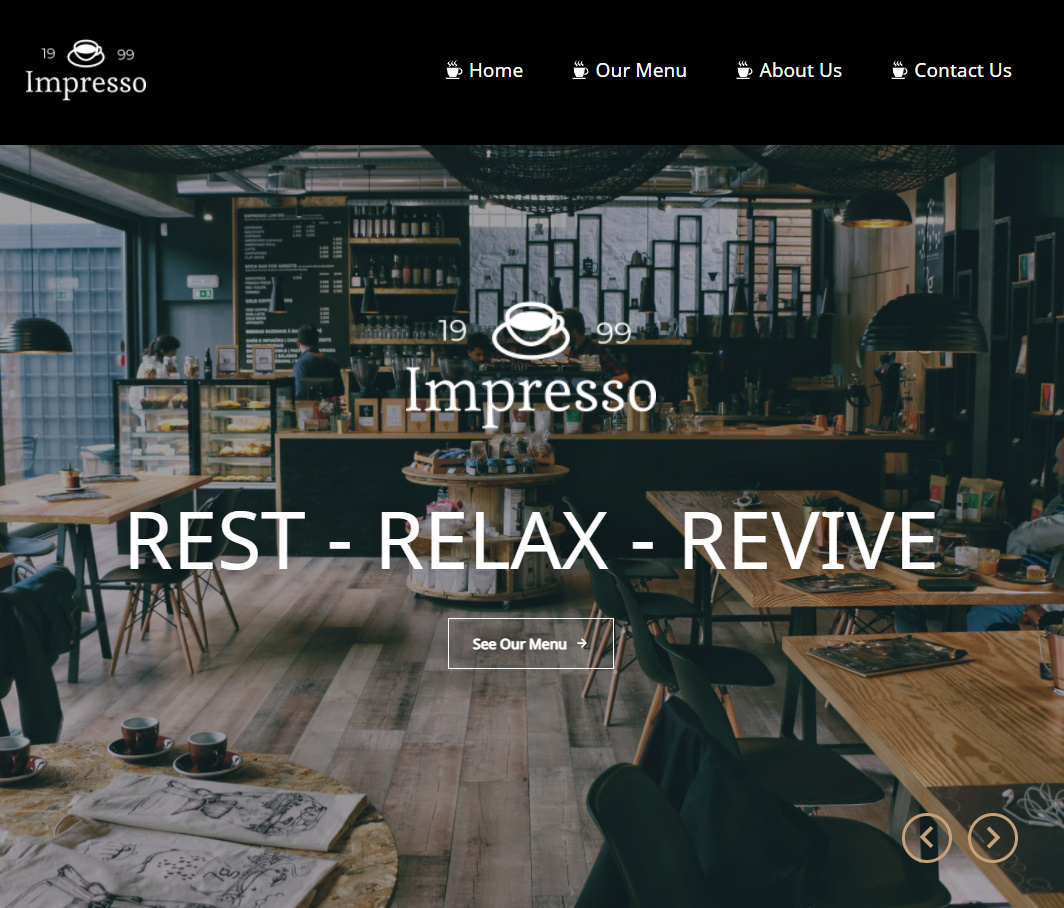 19 99
Impresso
Home Our Menu About Us Contact Us
19 99
Impresso
REST - RELAX - REVIVE
See Our Menu